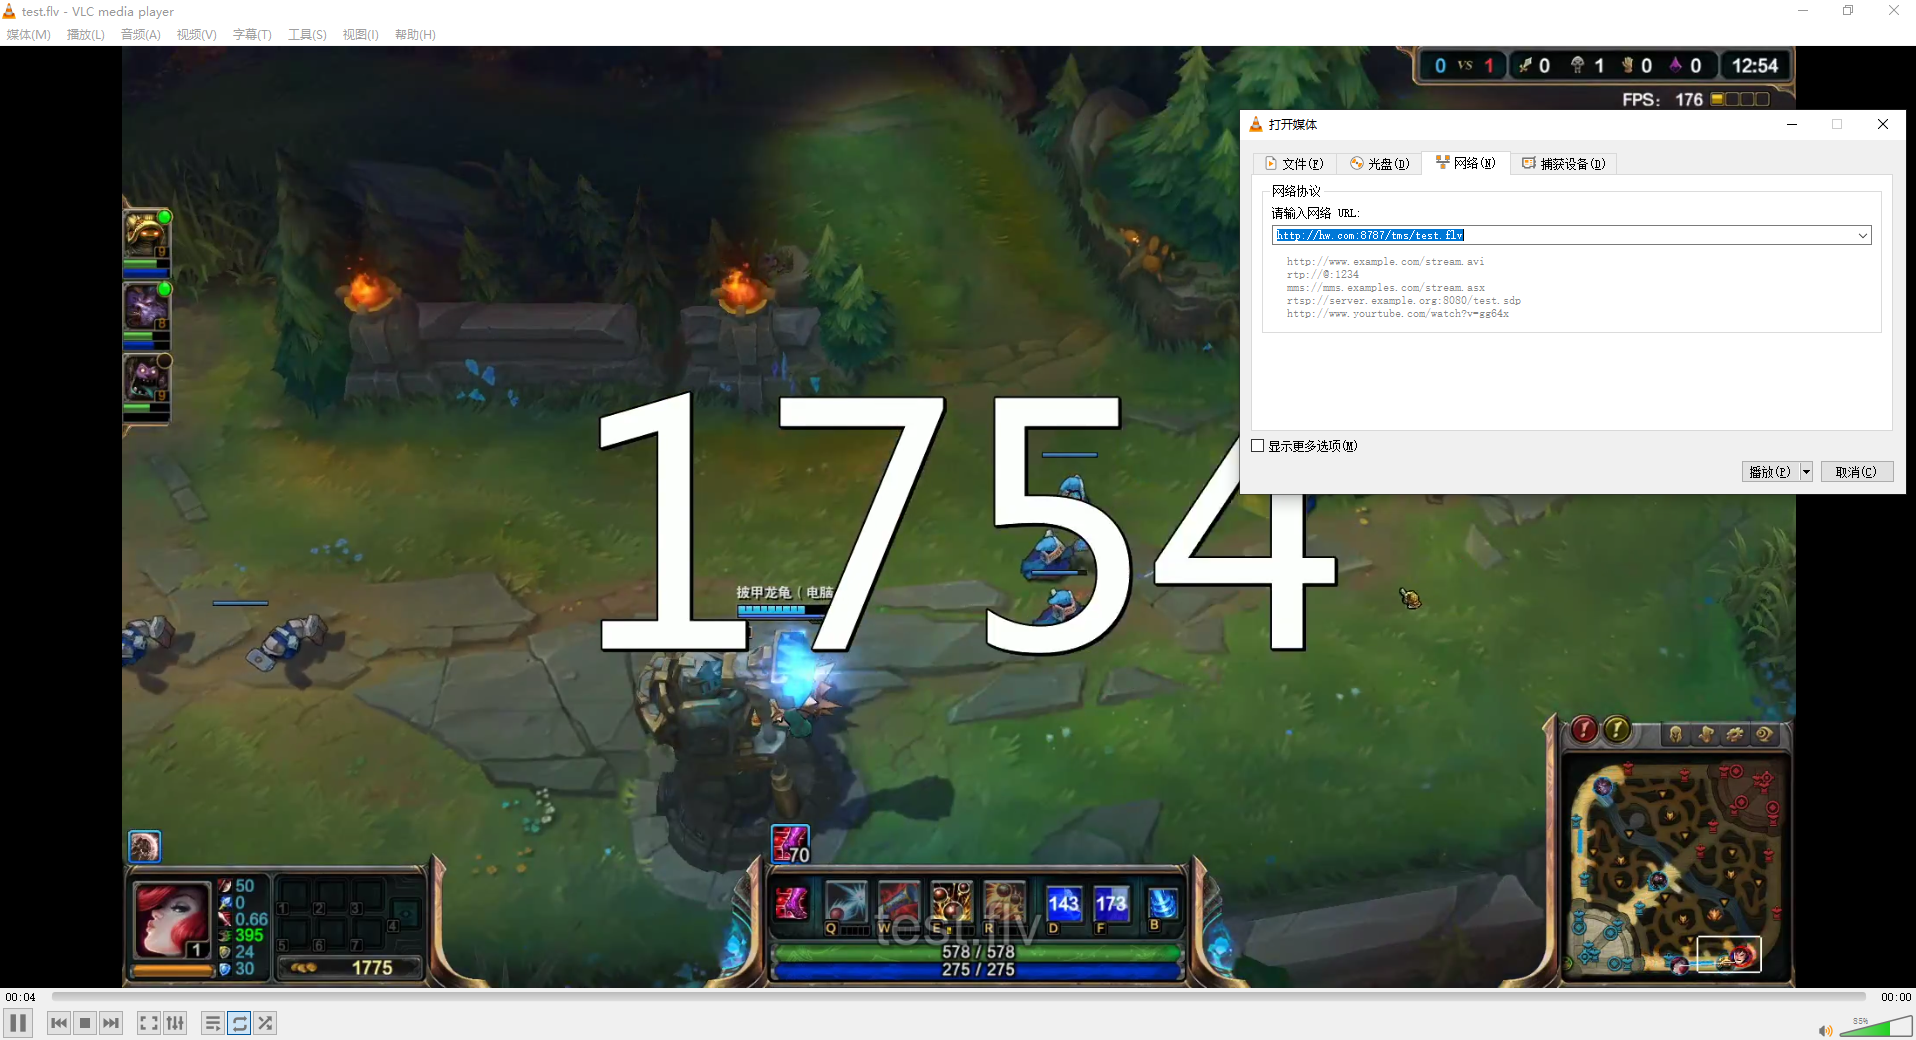 test.flv - VLC media player
媒体(M) 播放(L) 音频(A) 视频(V) 字幕(T) 工具(S) 视图(I) 帮助(H)
0 VS 1 0 1 0 0 12:54
FPS: 176
打开媒体
文件(F) 光盘(D) 网络(N) 捕获设备(D)
网络协议
请输入网络 URL:
http://hw.com:8787/tms/test.flv
http://www.example.com/stream.avi
rtp://@:1234
mms://mms.examples.com/stream.asx
rtsp://server.example.org:8080/test.sdp
http://www.yourtube.com/watch?v=gg64x
显示更多选项(M)
播放(P) 取消(C)
9
8
9
1754
披甲龙龟（电脑
70
50
0
0.66
395
24
30
1
1 2 3 4
5 6 7
1775
143 173
Q W E R D F B
test.flv
578 / 578
275 / 275
00:04 00:00
85%